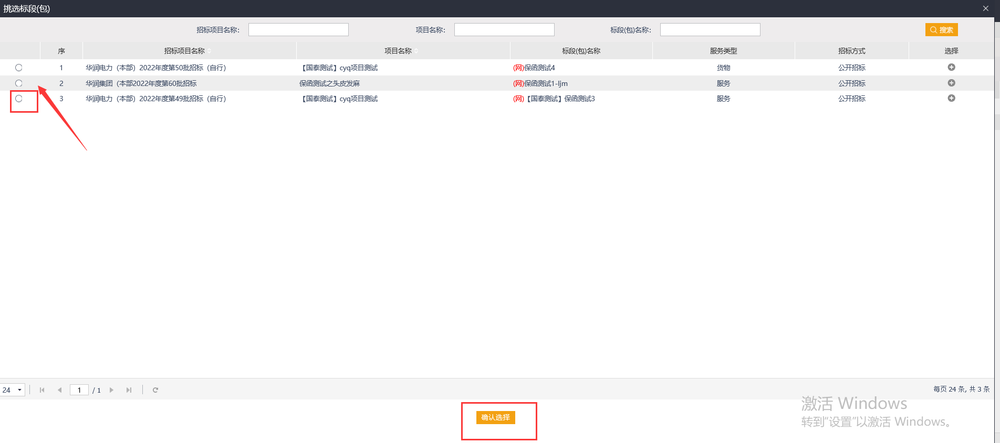 挑选标段(包)
招标项目名称: 项目名称: 标段(包)名称: 搜索
序 招标项目名称 项目名称 标段(包)名称 服务类型 招标方式 选择
1 华润电力（本部）2022年度第50批招标（自行） 【国泰测试】cyq项目测试 (网)保函测试4 货物 公开招标
2 华润集团（本部2022年度第60批招标 保函测试之头皮发麻 (网)保函测试1-ljm 服务 公开招标
3 华润电力（本部）2022年度第49批招标（自行） 【国泰测试】cyq项目测试 (网)【国泰测试】保函测试3 服务 公开招标
24 1 / 1 每页 24 条, 共 3 条
确认选择
激活 Windows
转到“设置”以激活 Windows。